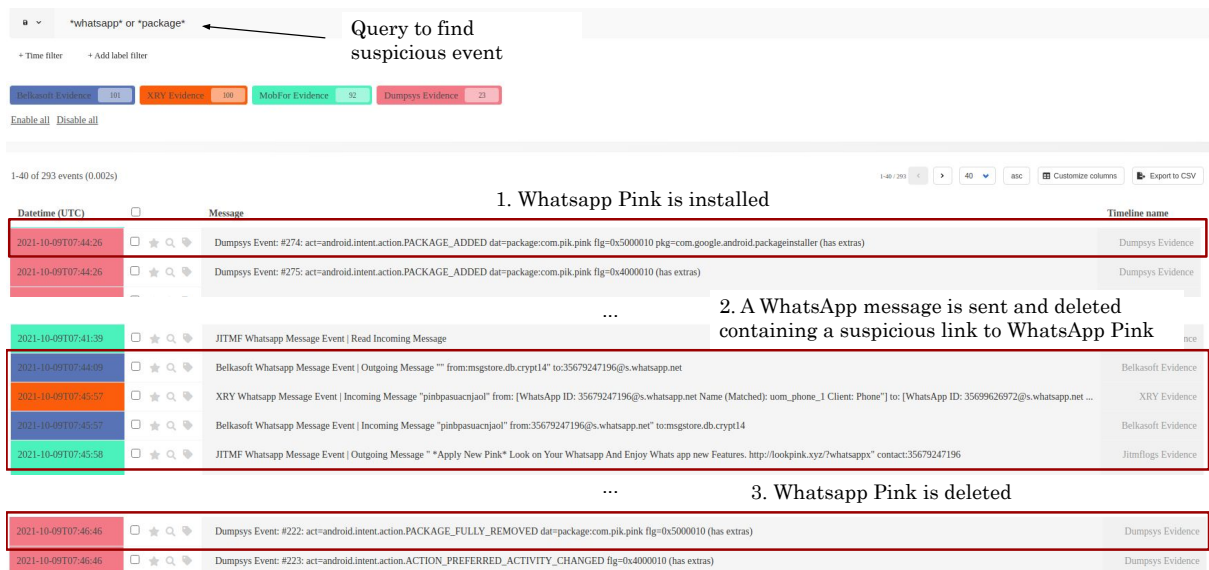 *whatsapp* or *package*
Query to find
suspicious event
+ Time filter + Add label filter
Belkasoft Evidence 101 XRY Evidence 100 MobFor Evidence 92 Dumpsys Evidence 23
Enable all Disable all
1-40 of 293 events (0.002s) 1-40 / 293 < > 40 asc Customize columns Export to CSV
1. Whatsapp Pink is installed
Datetime (UTC) Message Timeline name
2021-10-09T07:44:26 Dumpsys Event: #274: act=android.intent.action.PACKAGE_ADDED dat=package:com.pik.pink flg=0x5000010 pkg=com.google.android.packageinstaller (has extras) Dumpsys Evidence
2021-10-09T07:44:26 Dumpsys Event: #275: act=android.intent.action.PACKAGE_ADDED dat=package:com.pik.pink flg=0x4000010 (has extras) Dumpsys Evidence
...
2. A WhatsApp message is sent and deleted
containing a suspicious link to WhatsApp Pink
2021-10-09T07:41:39 JITMF Whatsapp Message Event | Read Incoming Message nce
2021-10-09T07:44:09 Belkasoft Whatsapp Message Event | Outgoing Message "" from:msgstore.db.crypt14" to:35679247196@s.whatsapp.net Belkasoft Evidence
2021-10-09T07:45:57 XRY Whatsapp Message Event | Incoming Message "pinbpasuacnjaol" from: [WhatsApp ID: 35679247196@s.whatsapp.net Name (Matched): uom_phone_1 Client: Phone"] to: [WhatsApp ID: 35699626972@s.whatsapp.net ... XRY Evidence
2021-10-09T07:45:57 Belkasoft Whatsapp Message Event | Incoming Message "pinbpasuacnjaol" from:35679247196@s.whatsapp.net" to:msgstore.db.crypt14 Belkasoft Evidence
2021-10-09T07:45:58 JITMF Whatsapp Message Event | Outgoing Message " *Apply New Pink* Look on Your Whatsapp And Enjoy Whats app new Features. http://lookpink.xyz/?whatsappx" contact:35679247196 Jitmflogs Evidence
...
3. Whatsapp Pink is deleted
2021-10-09T07:46:46 Dumpsys Event: #222: act=android.intent.action.PACKAGE_FULLY_REMOVED dat=package:com.pik.pink flg=0x5000010 (has extras) Dumpsys Evidence
2021-10-09T07:46:46 Dumpsys Event: #223: act=android.intent.action.ACTION_PREFERRED_ACTIVITY_CHANGED flg=0x4000010 (has extras) Dumpsys Evidence